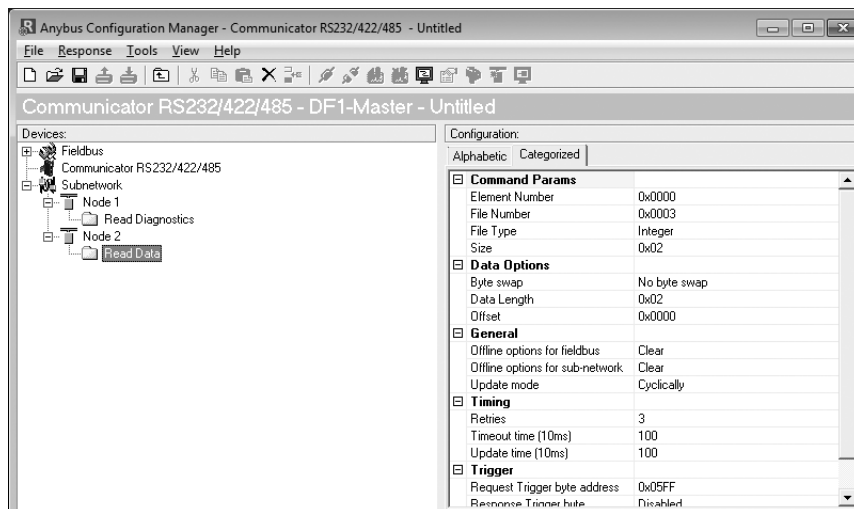 Anybus Configuration Manager - Communicator RS232/422/485 - Untitled
File Response Tools View Help
Communicator RS232/422/485 - DF1-Master - Untitled
Devices:
Fieldbus
Communicator RS232/422/485
Subnetwork
Node 1
Read Diagnostics
Node 2
Read Data
Configuration:
Alphabetic Categorized
Command Params
Element Number 0x0000
File Number 0x0003
File Type Integer
Size 0x02
Data Options
Byte swap No byte swap
Data Length 0x02
Offset 0x0000
General
Offline options for fieldbus Clear
Offline options for sub-network Clear
Update mode Cyclically
Timing
Retries 3
Timeout time (10ms) 100
Update time (10ms) 100
Trigger
Request Trigger byte address 0x05FF
Response Trigger byte Disabled